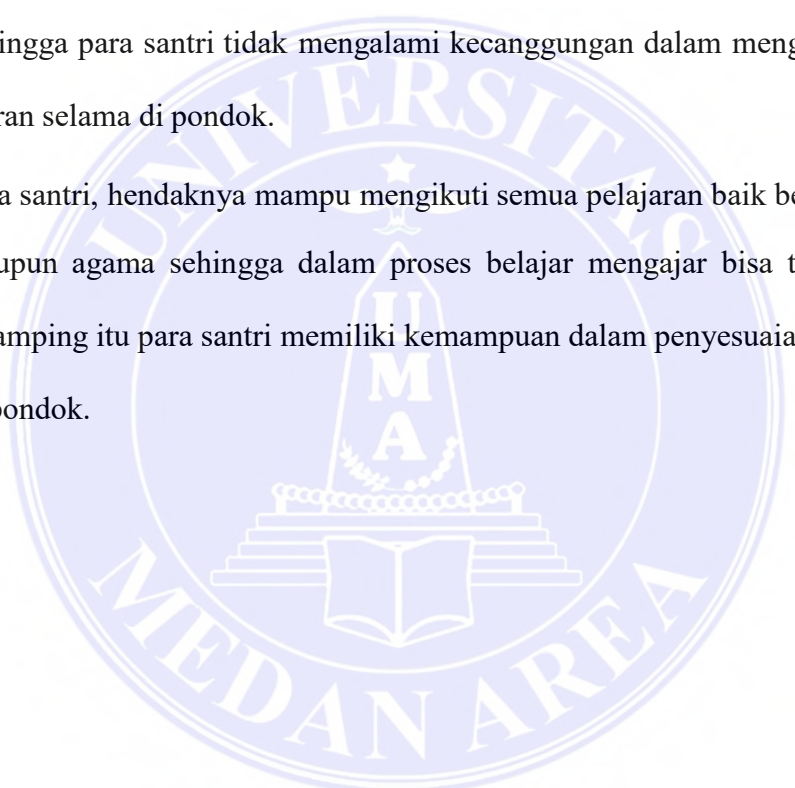 ingga para santri tidak mengalami kecanggungan dalam meng
ran selama di pondok.
a santri, hendaknya mampu mengikuti semua pelajaran baik be
upun agama sehingga dalam proses belajar mengajar bisa t
amping itu para santri memiliki kemampuan dalam penyesuaia
pondok.
UNIVERSITAS
U
M
A
MEDAN AREA